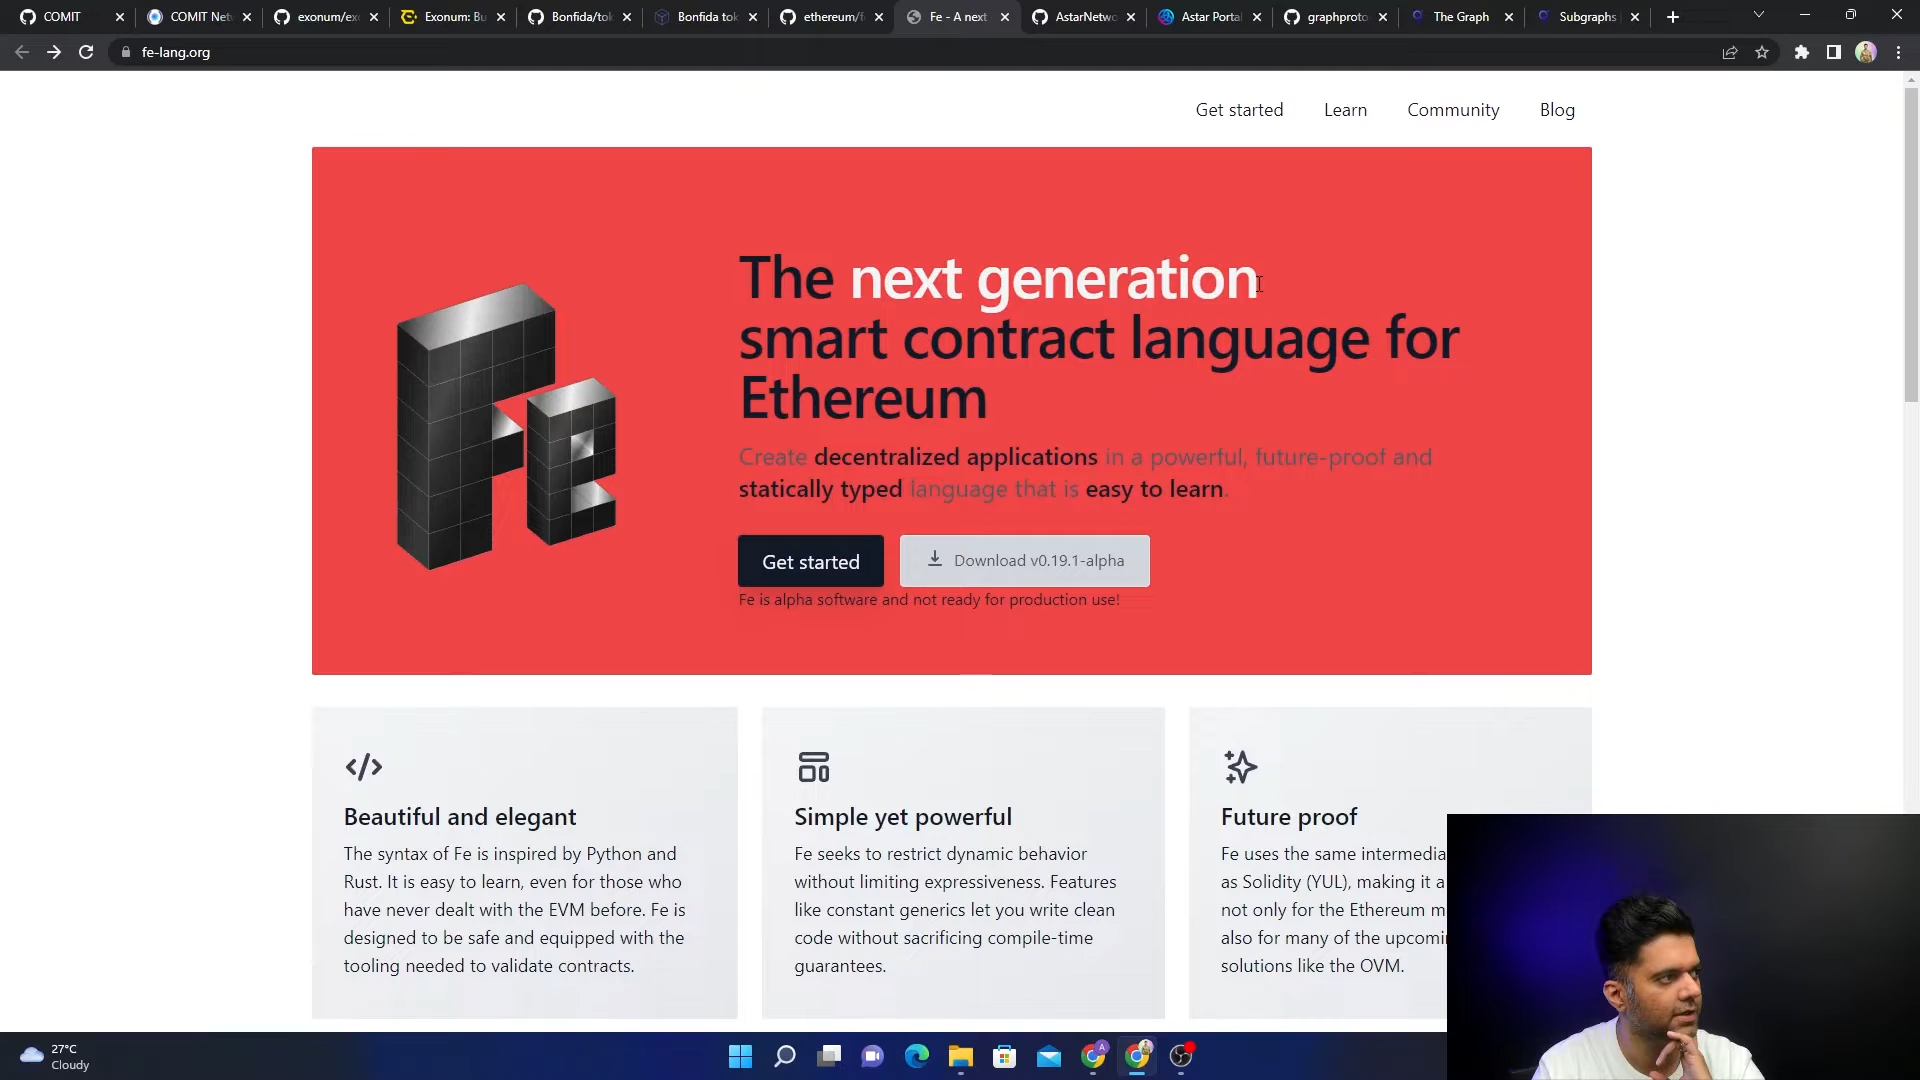 COMIT
COMIT Net
exonum/exo
Exonum: Bu
Bonfida/tok
Bonfida tok
ethereum/f
Fe - A next
AstarNetwo
Astar Portal
graphproto
The Graph
Subgraphs
fe-lang.org
Get started
Learn
Community
Blog
Fe
The next generation
smart contract language for
Ethereum
Create decentralized applications in a powerful, future-proof and
statically typed language that is easy to learn.
Get started
Download v0.19.1-alpha
Fe is alpha software and not ready for production use!
Beautiful and elegant
The syntax of Fe is inspired by Python and
Rust. It is easy to learn, even for those who
have never dealt with the EVM before. Fe is
designed to be safe and equipped with the
tooling needed to validate contracts.
Simple yet powerful
Fe seeks to restrict dynamic behavior
without limiting expressiveness. Features
like constant generics let you write clean
code without sacrificing compile-time
guarantees.
Future proof
Fe uses the same intermedia
as Solidity (YUL), making it a
not only for the Ethereum m
also for many of the upcomi
solutions like the OVM.
27°C
Cloudy
A